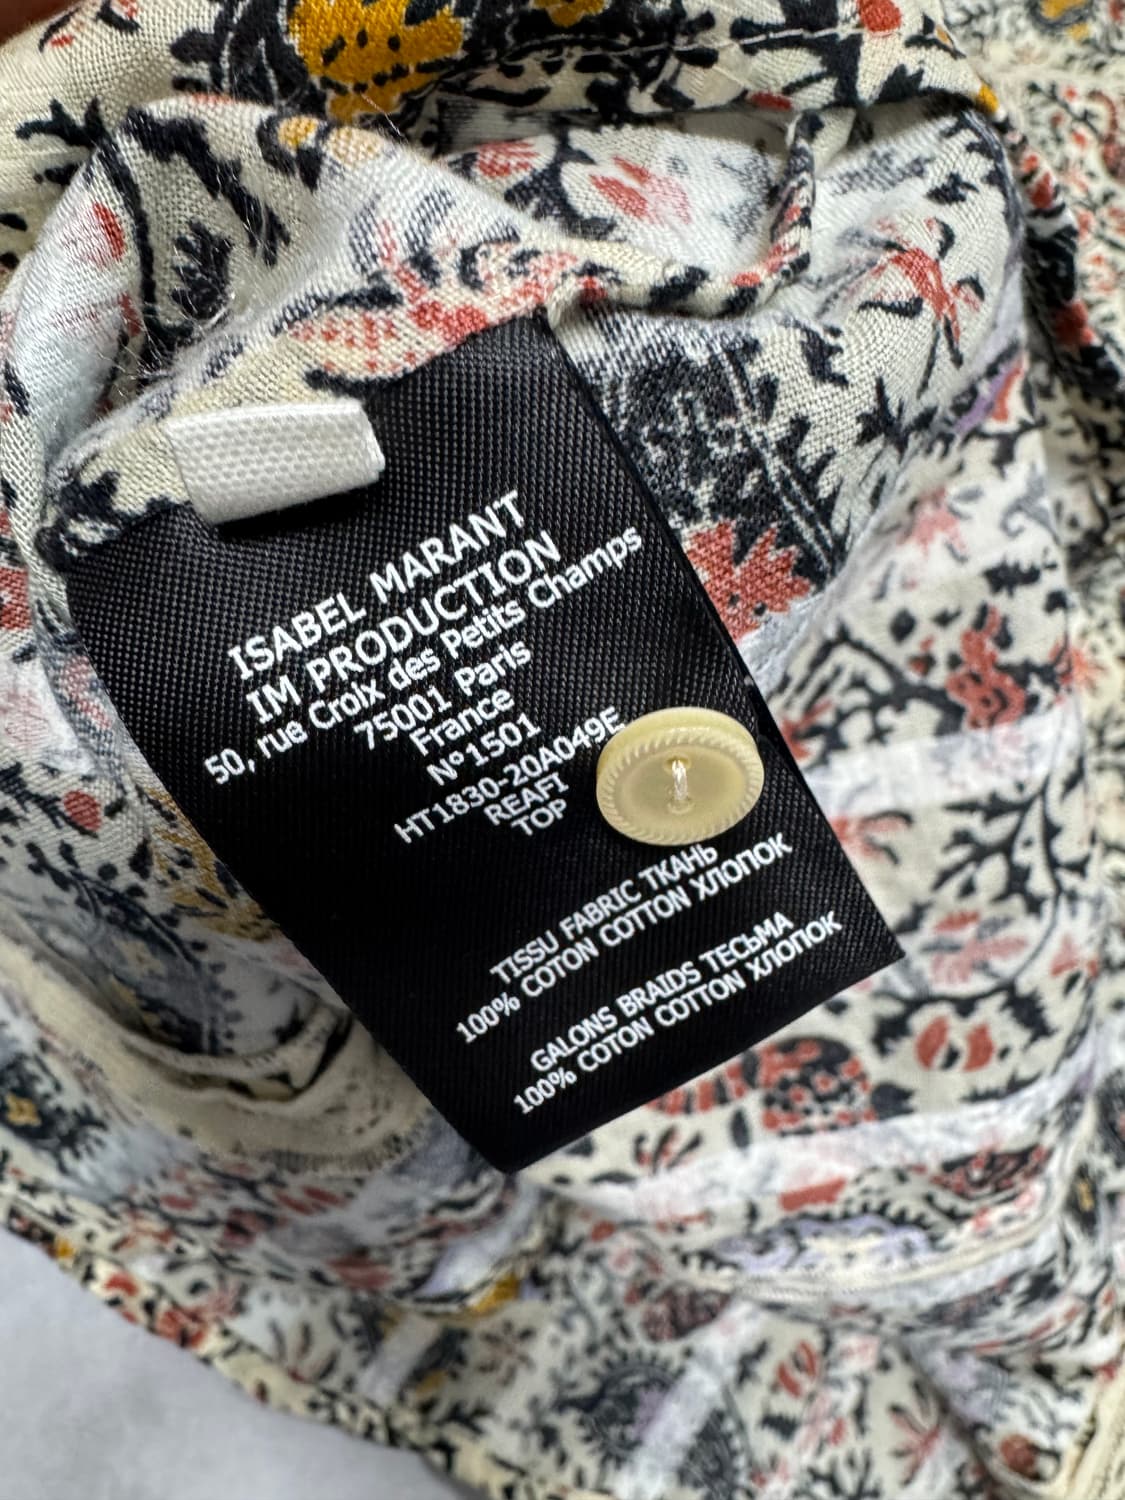 ISABEL MARANT
IM PRODUCTION
50, rue Croix des Petits Champs
75001 Paris
France
N°1501
HT1830-20A049E
REAFI
TOP
TISSU FABRIC ТКАНЬ
100% COTON COTTON ХЛОПОК
GALONS BRAIDS ТЕСЬМА
100% COTON COTTON ХЛОПОК